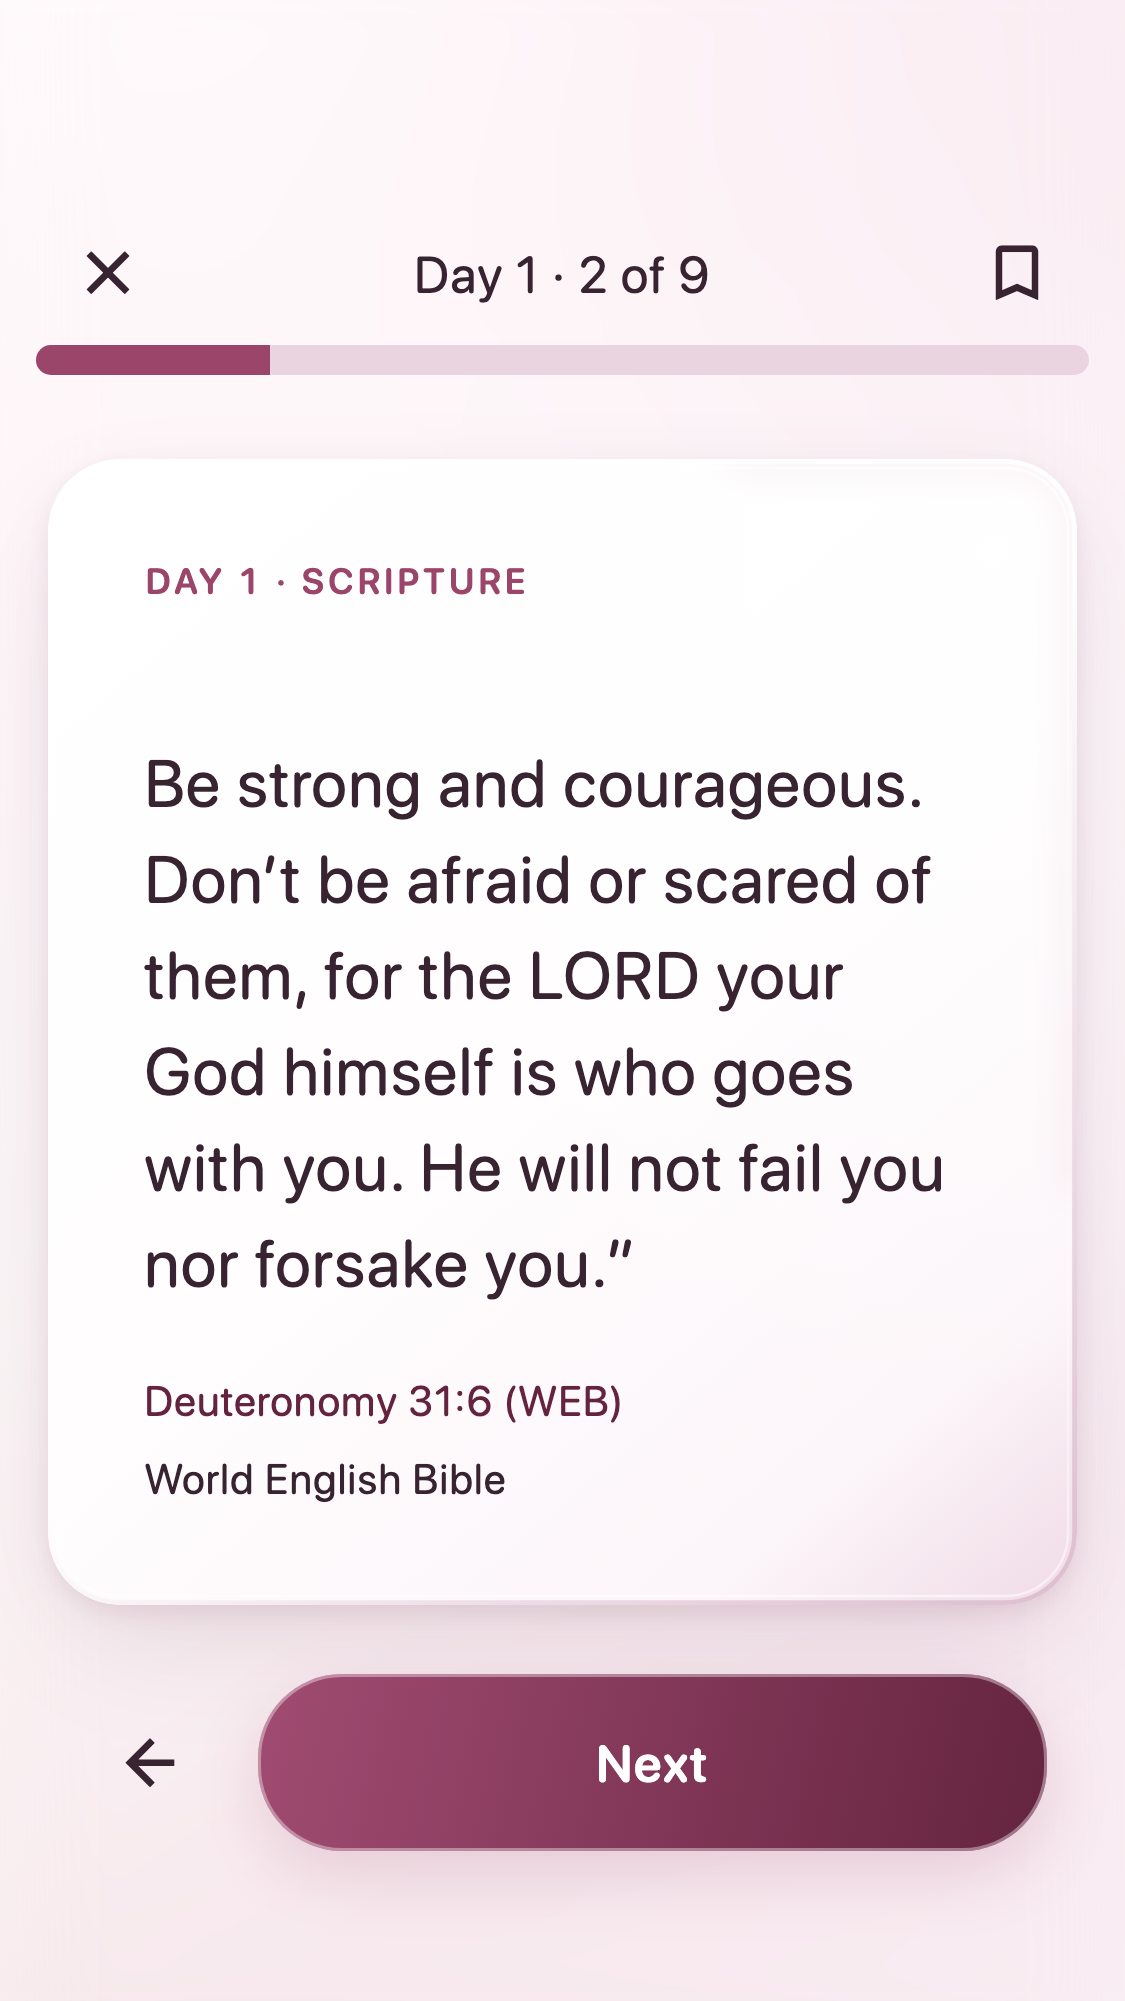 Day 1 · 2 of 9
DAY 1 · SCRIPTURE
Be strong and courageous.
Don’t be afraid or scared of
them, for the LORD your
God himself is who goes
with you. He will not fail you
nor forsake you.”
Deuteronomy 31:6 (WEB)
World English Bible
Next